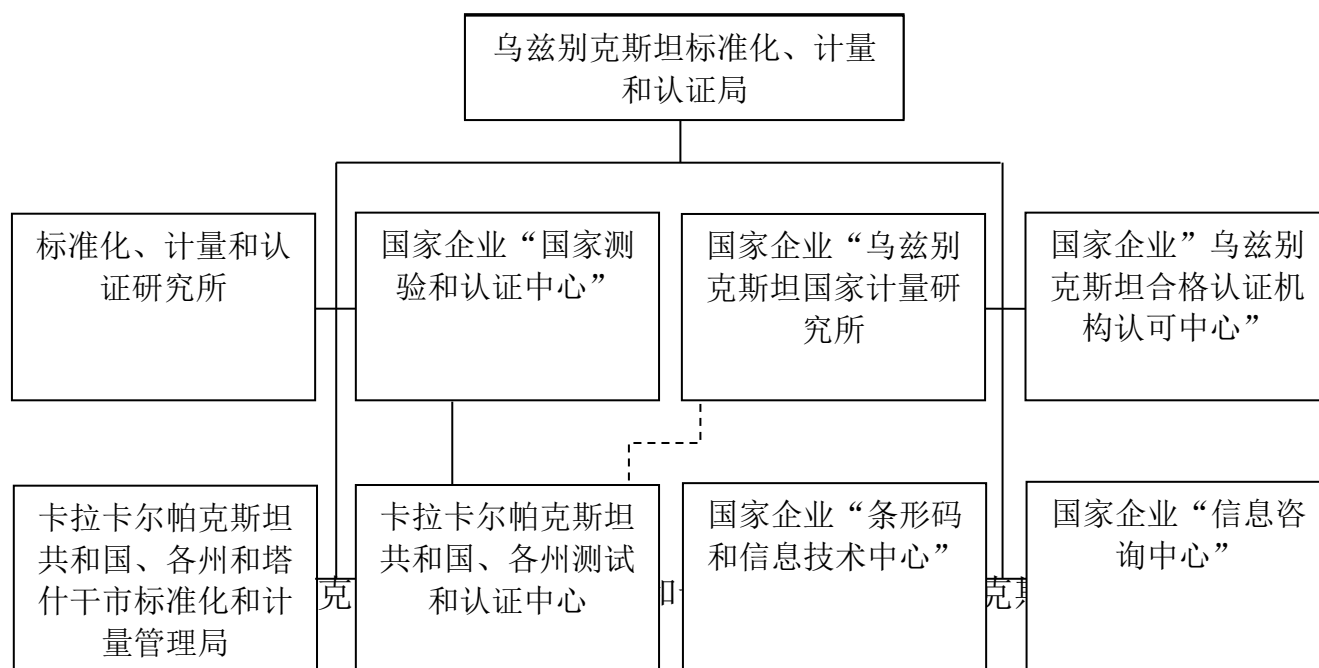 乌兹别克斯坦标准化、计量
和认证局
标准化、计量和认
证研究所
国家企业“国家测
验和认证中心”
国家企业“乌兹别
克斯坦国家计量研
究所
国家企业”乌兹别
克斯坦合格认证机
构认可中心”
卡拉卡尔帕克斯坦
共和国、各州和塔
什干市标准化和计
量管理局
卡拉卡尔帕克斯坦
共和国、各州测试
和认证中心
国家企业“条形码
和信息技术中心”
国家企业“信息咨
询中心”
克